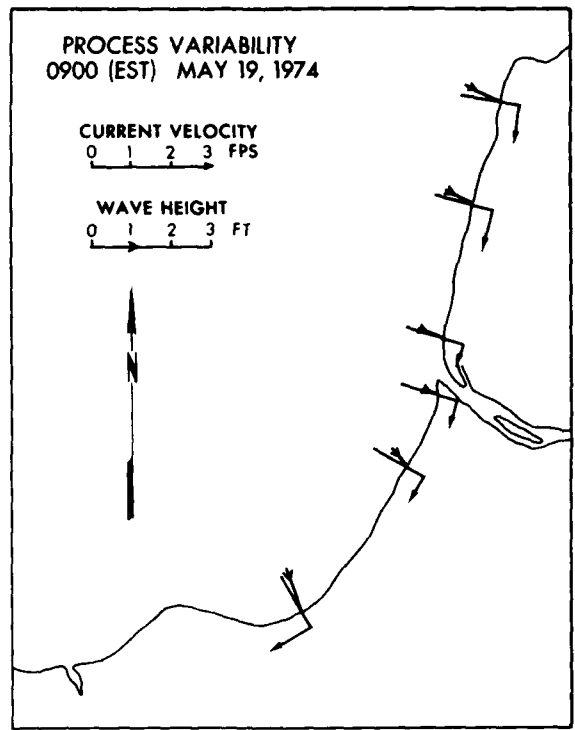 PROCESS VARIABILITY
0900 (EST) MAY 19, 1974
CURRENT VELOCITY
0 1 2 3 FPS
WAVE HEIGHT
0 1 2 3 FT
N